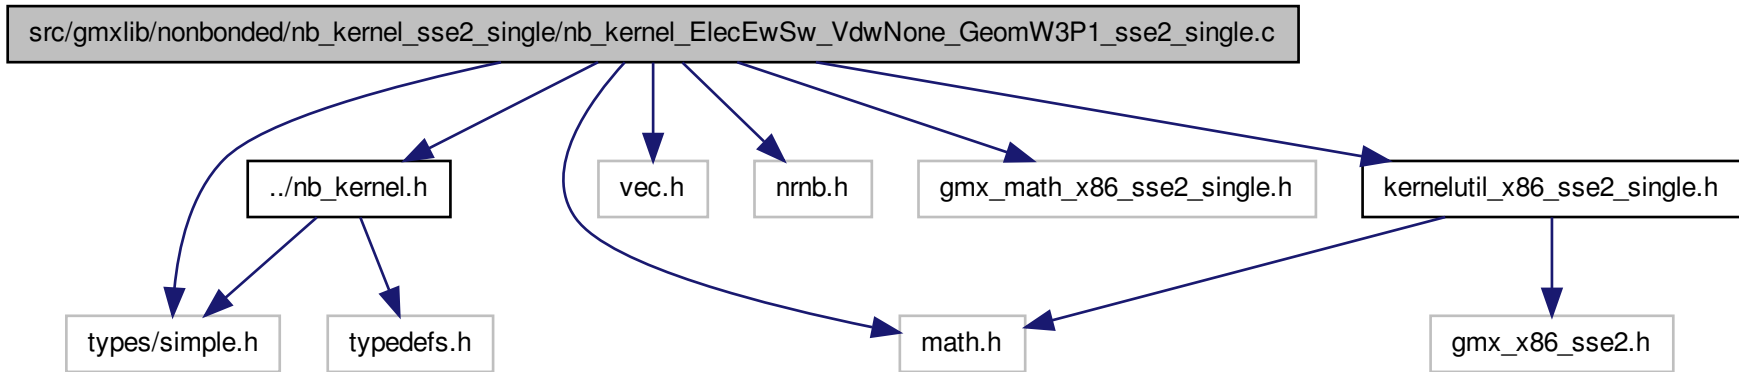 src/gmxlib/nonbonded/nb_kernel_sse2_single/nb_kernel_ElecEwSw_VdwNone_GeomW3P1_sse2_single.c
../nb_kernel.h
vec.h
nrnb.h
gmx_math_x86_sse2_single.h
kernelutil_x86_sse2_single.h
types/simple.h
typedefs.h
math.h
gmx_x86_sse2.h